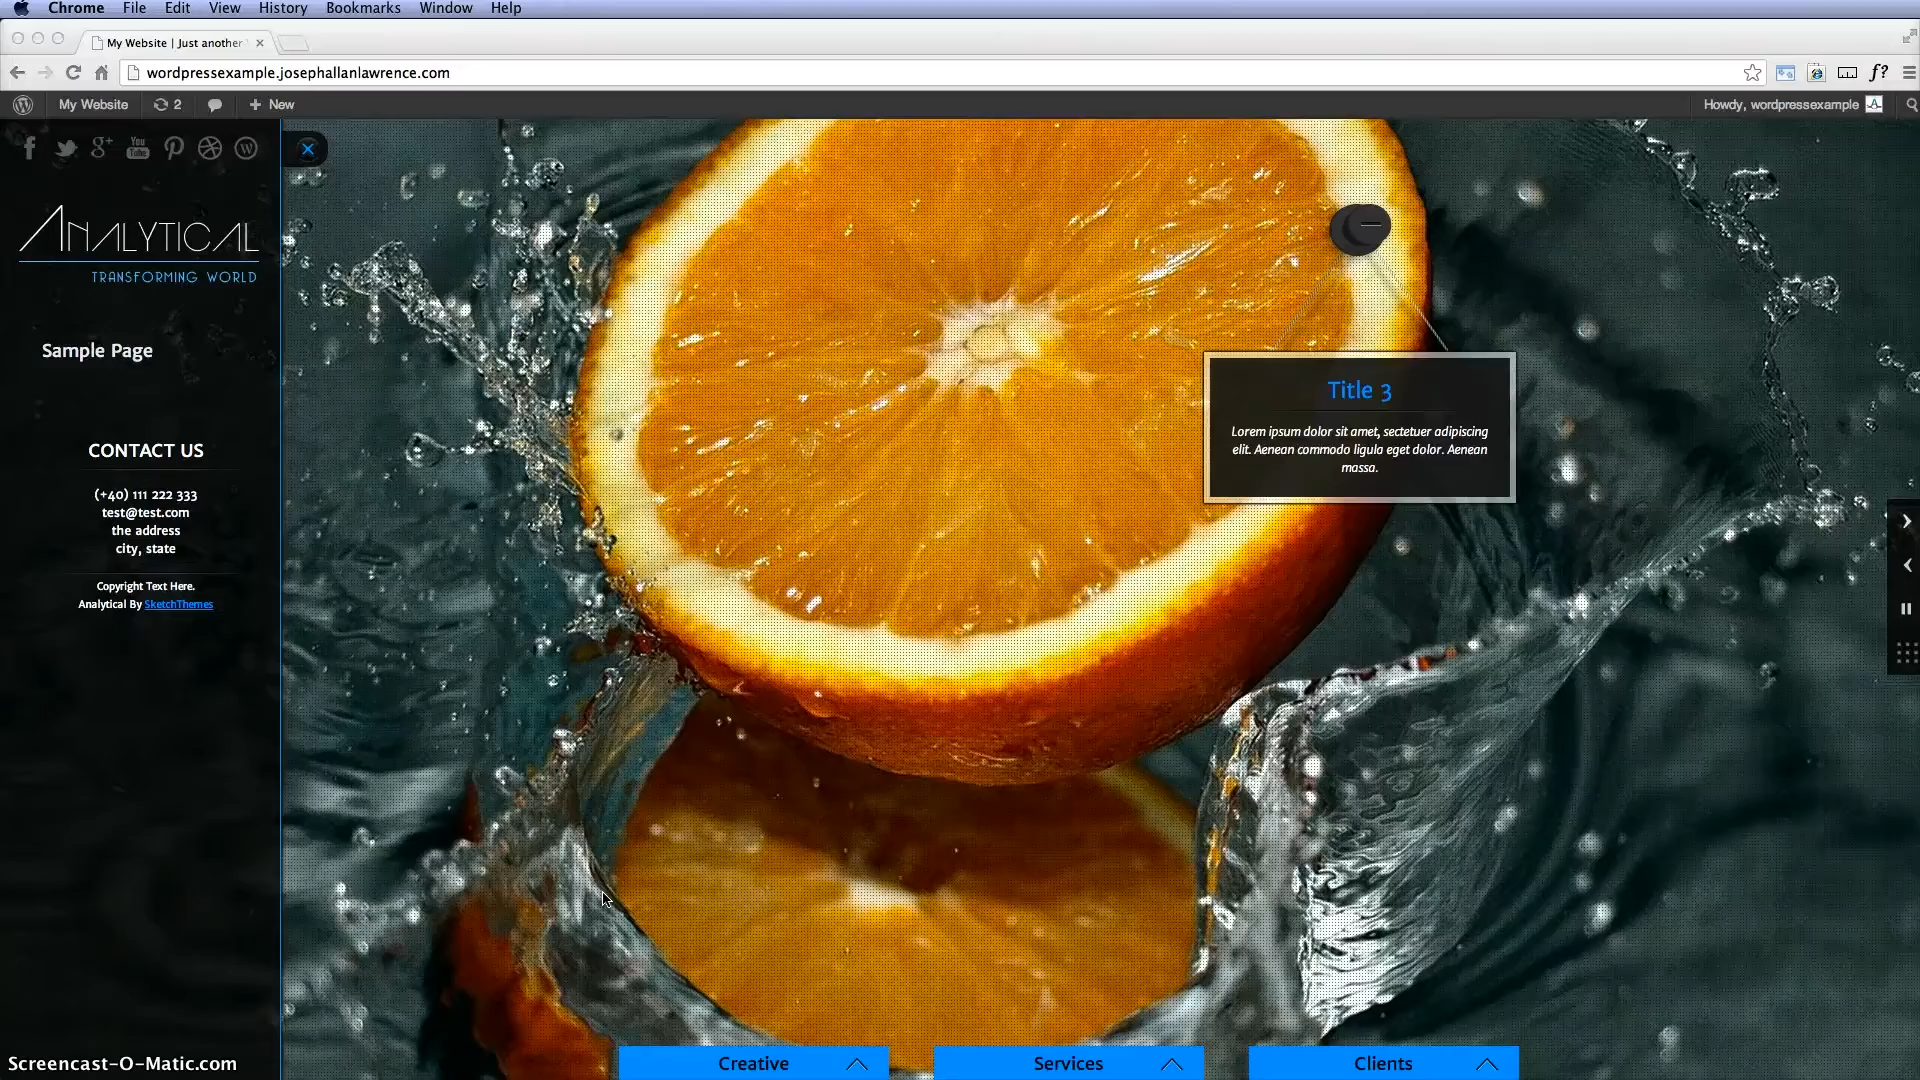 Chrome File Edit View History Bookmarks Window Help
My Website | Just another
wordpressexample.josephallanlawrence.com
f?
My Website 2 + New
Howdy, wordpressexample
f g+ You Tube
ANALYTICAL
TRANSFORMING WORLD
Sample Page
CONTACT US
(+40) 111 222 333
test@test.com
the address
city, state
Copyright Text Here.
Analytical By SketchThemes
Title 3
Lorem ipsum dolor sit amet, sectetuer adipiscing
elit. Aenean commodo ligula eget dolor. Aenean
massa.
Creative Services Clients
Screencast-O-Matic.com